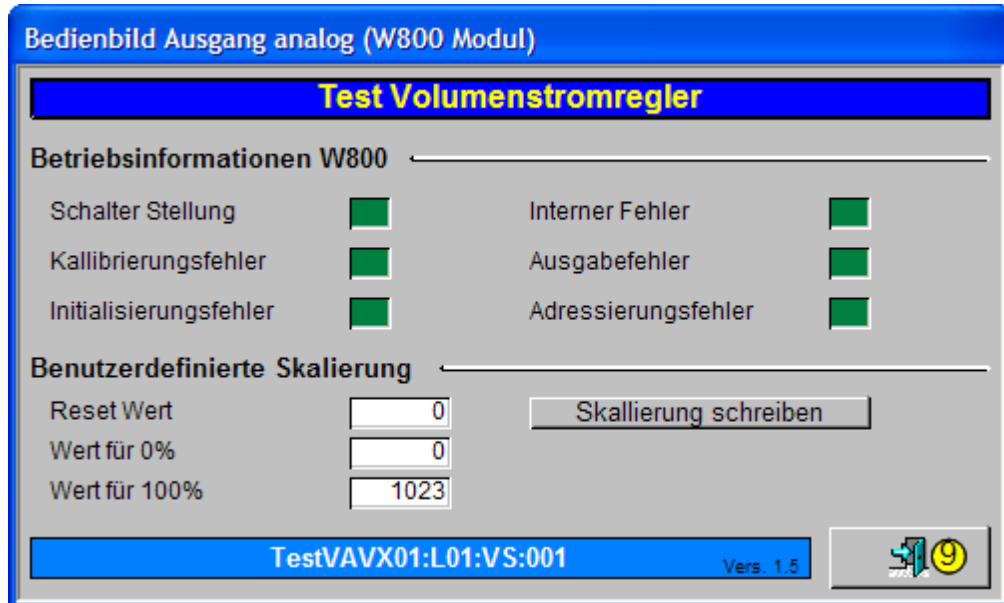 Bedienbild Ausgang analog (W800 Modul)
Test Volumenstromregler
Betriebsinformationen W800
Schalter Stellung
Interner Fehler
Kallibrierungsfehler
Ausgabefehler
Initialisierungsfehler
Adressierungsfehler
Benutzerdefinierte Skalierung
Reset Wert 0
Skallierung schreiben
Wert für 0% 0
Wert für 100% 1023
TestVAVX01:L01:VS:001
Vers. 1.5
9